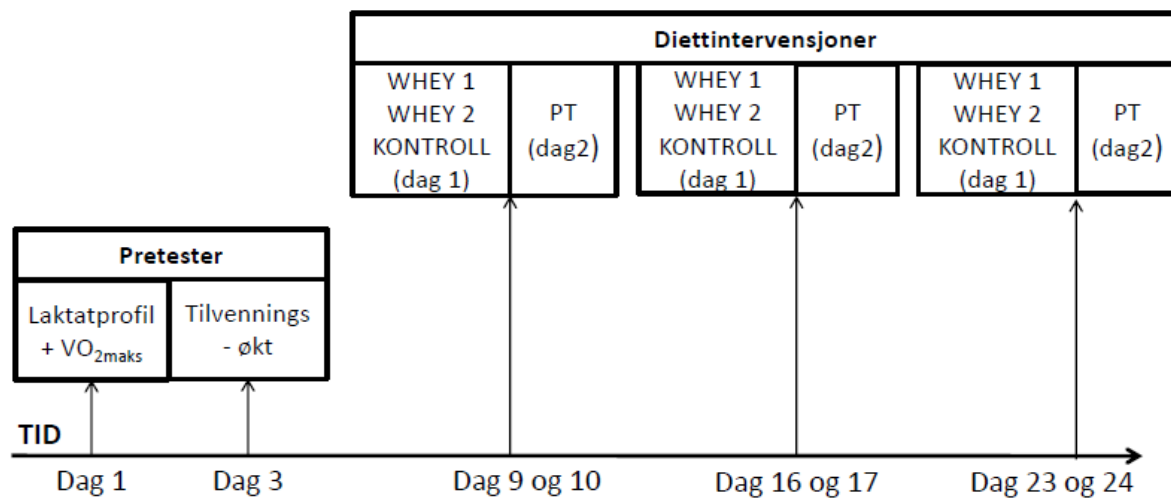 Diettintervensjoner
WHEY 1
WHEY 2
KONTROLL
(dag 1)
PT
(dag2)
WHEY 1
WHEY 2
KONTROLL
(dag 1)
PT
(dag2)
WHEY 1
WHEY 2
KONTROLL
(dag 1)
PT
(dag2)
Pretester
Laktatprofil
+ VO2maks
Tilvennings
- økt
TID
Dag 1
Dag 3
Dag 9 og 10
Dag 16 og 17
Dag 23 og 24